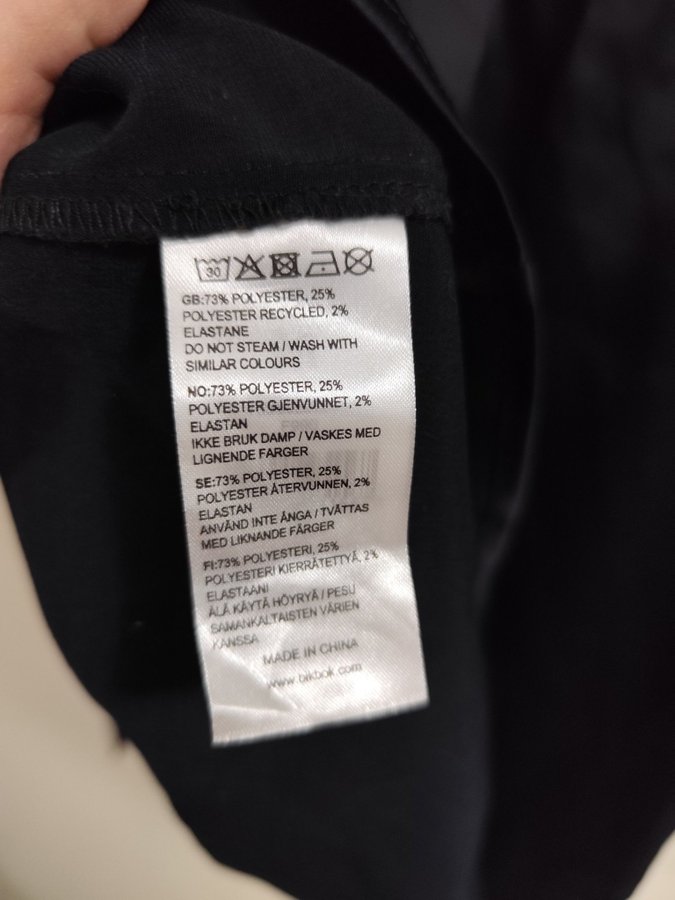 30
GB:73% POLYESTER, 25%
POLYESTER RECYCLED, 2%
ELASTANE
DO NOT STEAM / WASH WITH
SIMILAR COLOURS
NO:73% POLYESTER, 25%
POLYESTER GJENVUNNET, 2%
ELASTAN
IKKE BRUK DAMP / VASKES MED
LIGNENDE FARGER
SE:73% POLYESTER, 25%
POLYESTER ÅTERVUNNEN, 2%
ELASTAN
ANVÄND INTE ÅNGA / TVÄTTAS
MED LIKNANDE FÄRGER
FI:73% POLYESTERI, 25%
POLYESTERI KIERRÄTETTYÄ, 2%
ELASTAANI
ÄLÄ KÄYTÄ HÖYRYÄ / PESU
SAMANKALTAISTEN VÄRIEN
KANSSA
MADE IN CHINA
www.bikbok.com